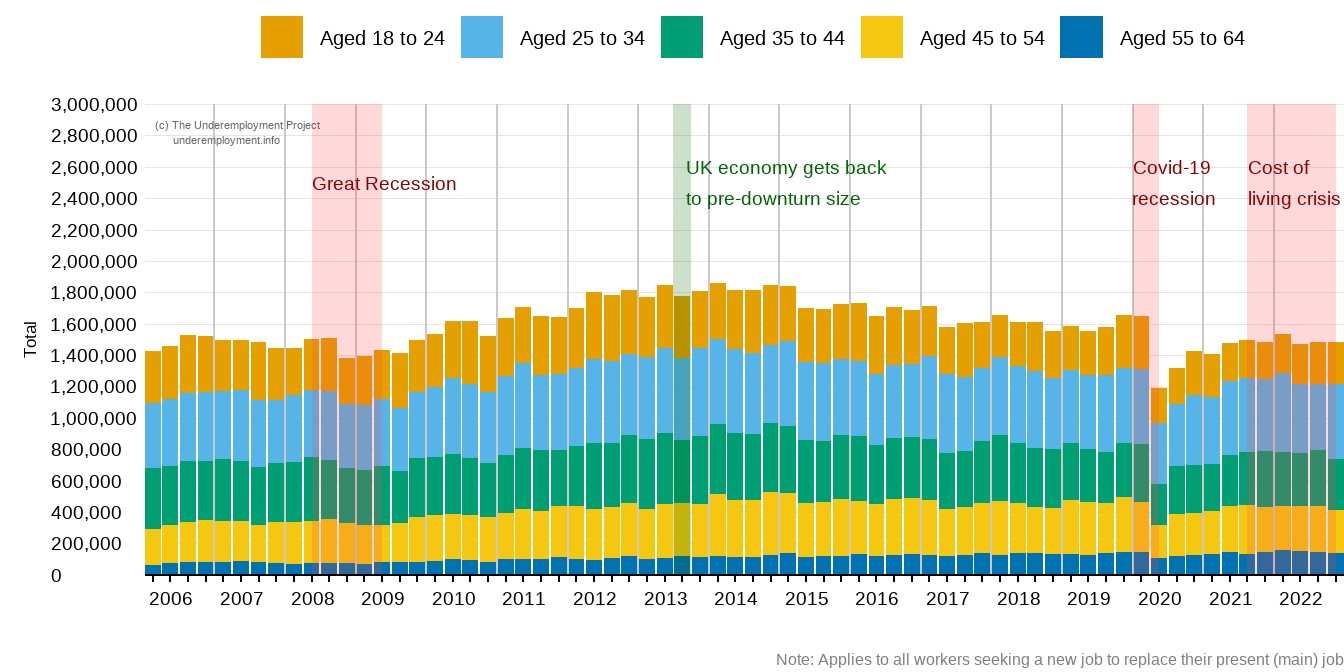 Aged 18 to 24 Aged 25 to 34 Aged 35 to 44 Aged 45 to 54 Aged 55 to 64
3,000,000
(c) The Underemployment Project
underemployment.info
2,800,000
2,600,000
UK economy gets back
to pre-downturn size
Covid-19
recession
Cost of
living crisis
Great Recession
2,400,000
2,200,000
2,000,000
1,800,000
1,600,000
1,400,000
1,200,000
1,000,000
800,000
600,000
400,000
200,000
0
Total
2006 2007 2008 2009 2010 2011 2012 2013 2014 2015 2016 2017 2018 2019 2020 2021 2022
Note: Applies to all workers seeking a new job to replace their present (main) job